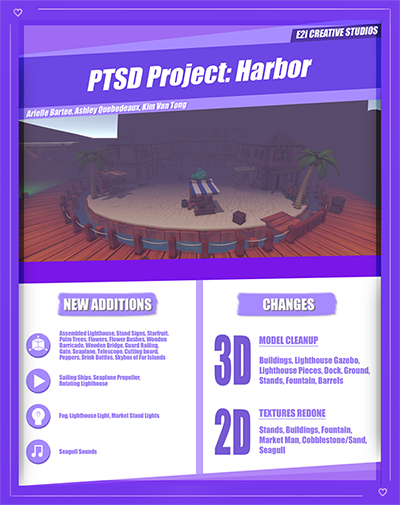 E2I CREATIVE STUDIOS
PTSD Project: Harbor
Arielle Bartee, Ashley Quebedeaux, Kim Van Tong
NEW ADDITIONS
Assembled Lighthouse, Stand Signs, Starfruit,
Palm Trees, Flowers, Flower Bushes, Wooden
Barricade, Wooden Bridge, Guard Railing,
Gate, Seaplane, Telescope, Cutting board,
Peppers, Drink Bottles, Skybox of Far Islands
Sailing Ships, Seaplane Propeller,
Rotating Lighthouse
Fog, Lighthouse Light, Market Stand Lights
Seagull Sounds
CHANGES
3D
MODEL CLEANUP
Buildings, Lighthouse Gazebo,
Lighthouse Pieces, Dock, Ground,
Stands, Fountain, Barrels
2D
TEXTURES REDONE
Stands, Buildings, Fountain,
Market Man, Cobblestone/Sand,
Seagull